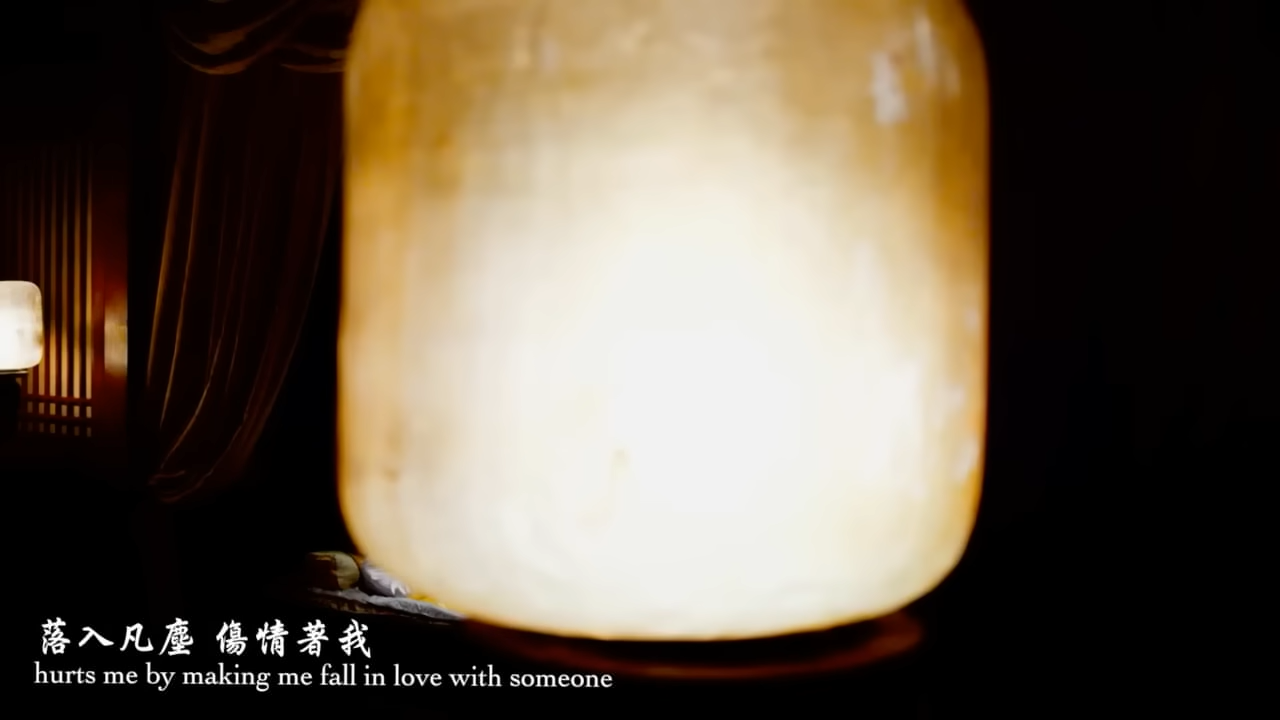 落入凡塵 傷情著我
hurts me by making me fall in love with someone